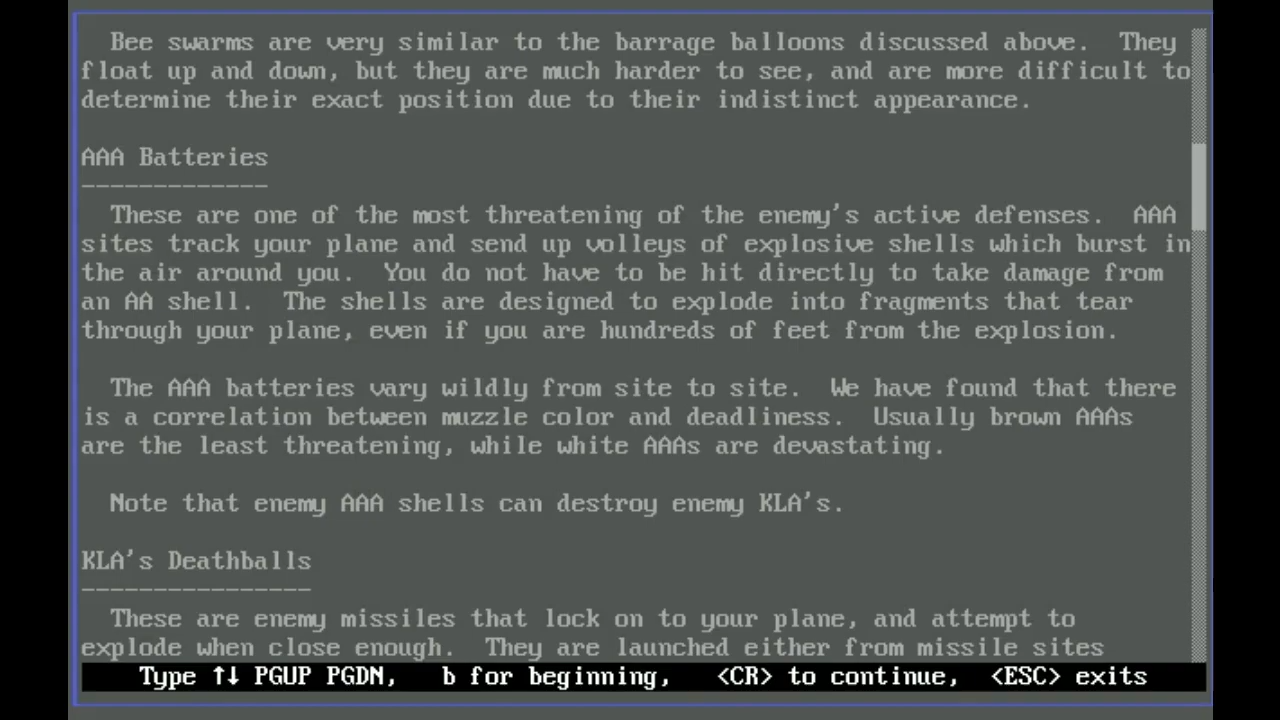 Bee swarms are very similar to the barrage balloons discussed above. They
float up and down, but they are much harder to see, and are more difficult to
determine their exact position due to their indistinct appearance.
AAA Batteries
-------------
These are one of the most threatening of the enemy's active defenses. AAA
sites track your plane and send up volleys of explosive shells which burst in
the air around you. You do not have to be hit directly to take damage from
an AA shell. The shells are designed to explode into fragments that tear
through your plane, even if you are hundreds of feet from the explosion.
The AAA batteries vary wildly from site to site. We have found that there
is a correlation between muzzle color and deadliness. Usually brown AAAs
are the least threatening, while white AAAs are devastating.
Note that enemy AAA shells can destroy enemy KLA's.
KLA's Deathballs
----------------
These are enemy missiles that lock on to your plane, and attempt to
explode when close enough. They are launched either from missile sites
Type ↑↓ PGUP PGDN, b for beginning, <CR> to continue, <ESC> exits